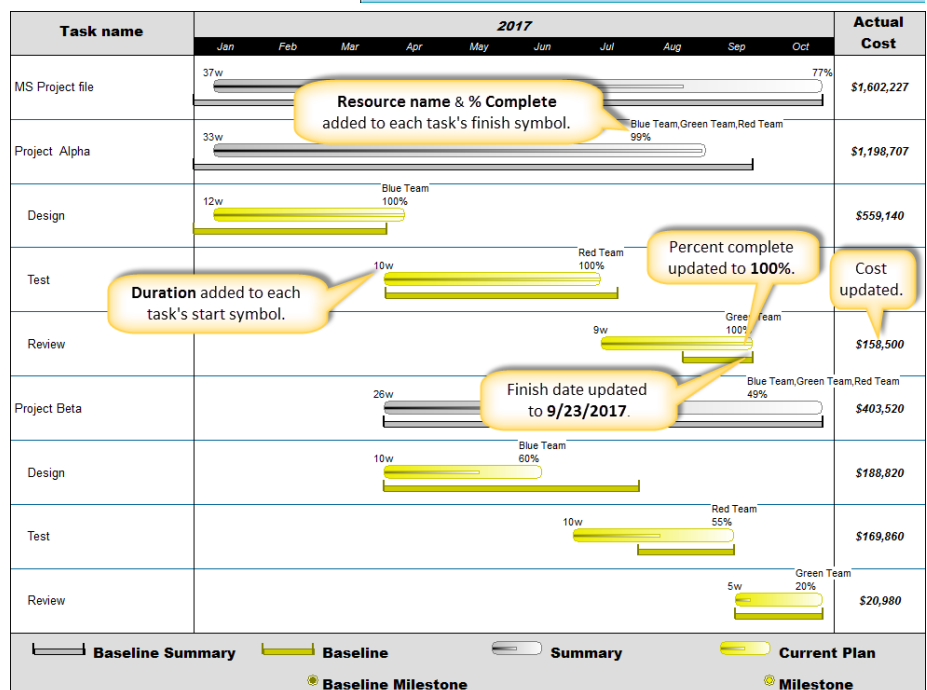 Task name
2017
Actual
Cost
Jan Feb Mar Apr May Jun Jul Aug Sep Oct
37w
77%
MS Project file
$1,602,227
Resource name & % Complete
added to each task's finish symbol.
Blue Team,Green Team,Red Team
33w
99%
Project Alpha
$1,198,707
Blue Team
12w
100%
Design
$559,140
Red Team
10w
100%
Test
Percent complete
updated to 100%.
Cost
updated.
Duration added to each
task's start symbol.
Green Team
9w
100%
Review
$158,500
Finish date updated
to 9/23/2017.
Blue Team,Green Team,Red Team
26w
49%
Project Beta
$403,520
Blue Team
10w
60%
Design
$188,820
Red Team
10w
55%
Test
$169,860
Green Team
5w
20%
Review
$20,980
Baseline Summary Baseline Summary Current Plan
Baseline Milestone Milestone